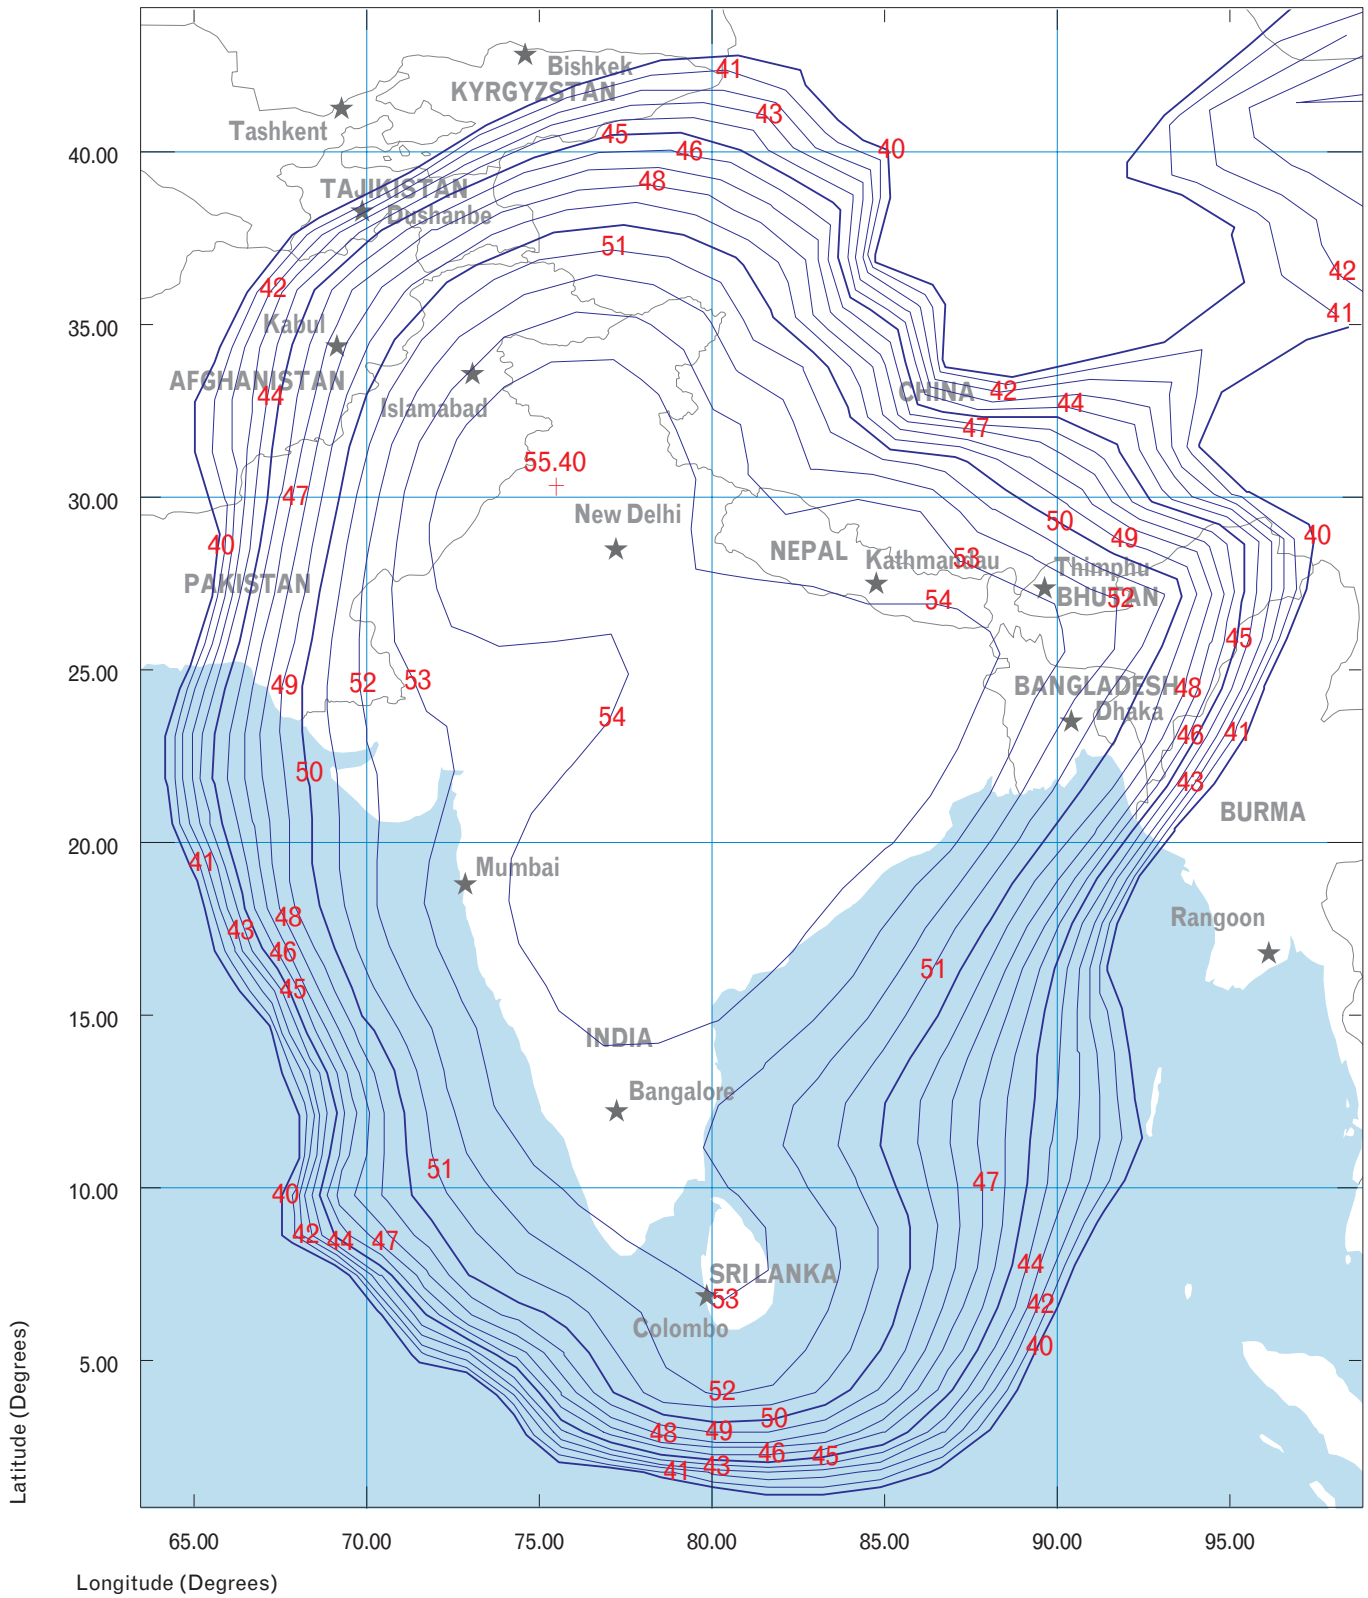 41
Bishkek
KYRGYZSTAN
43
Tashkent
45
46
40
40.00
48
TAJIKISTAN
Dushanbe
51
42
42
41
Kabul
35.00
AFGHANISTAN
44
Islamabad
CHINA
42
44
47
55.40
47
30.00
New Delhi
50
49
40
40
NEPAL
Kathmandau
53
Thimphu
PAKISTAN
54
BHUTAN
52
45
25.00
49
52
53
BANGLADESH
48
Dhaka
54
46
41
50
43
BURMA
20.00
41
Mumbai
48
43
Rangoon
46
51
45
15.00
INDIA
Bangalore
51
47
10.00
40
42
44
47
44
SRI LANKA
53
42
Colombo
40
5.00
52
50
48
49
46
45
41
43
65.00
70.00
75.00
80.00
85.00
90.00
95.00
Latitude (Degrees)
Longitude (Degrees)